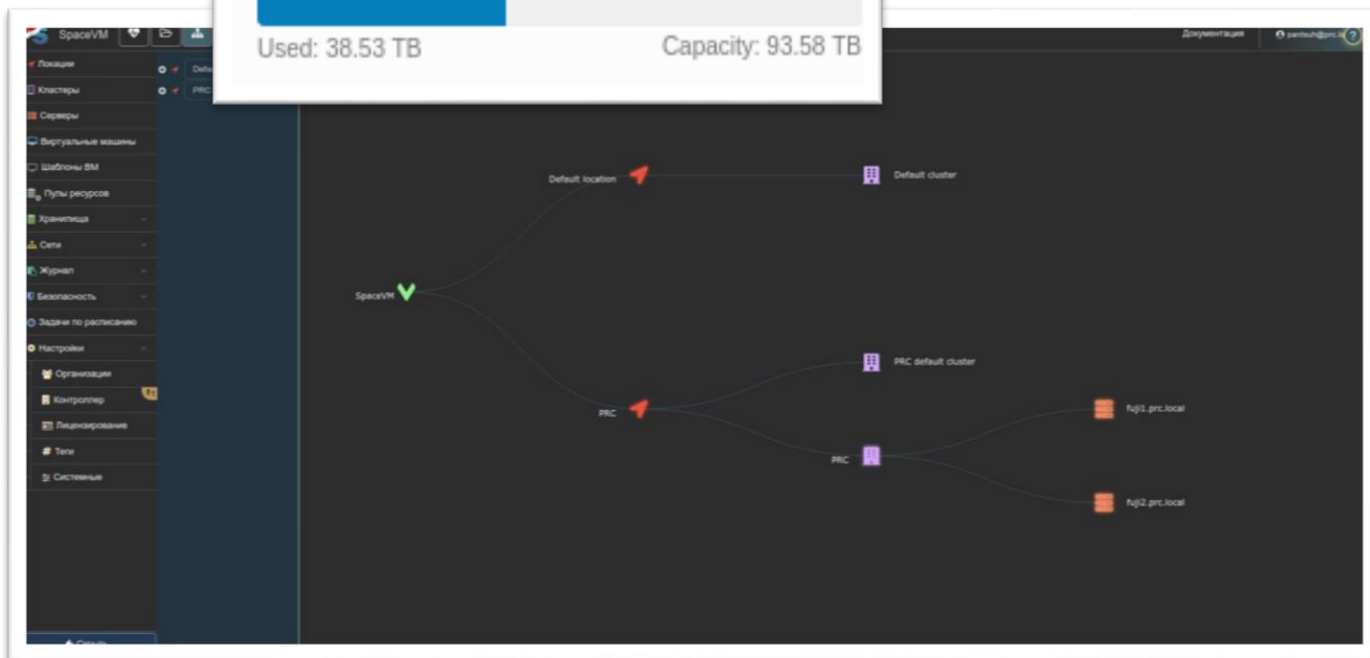 Used: 38.53 TB
Capacity: 93.58 TB
SpaceVM
Документация
Локации
Кластеры
Серверы
Виртуальные машины
Шаблоны ВМ
Пулы ресурсов
Хранилища
Сети
Журнал
Безопасность
Задачи по расписанию
Настройки
Организации
Контроллер
Лицензирование
Теги
Системные
PRC
Default location
Default cluster
SpaceVM
PRC default cluster
PRC
fuji1.prc.local
PRC
fuji2.prc.local